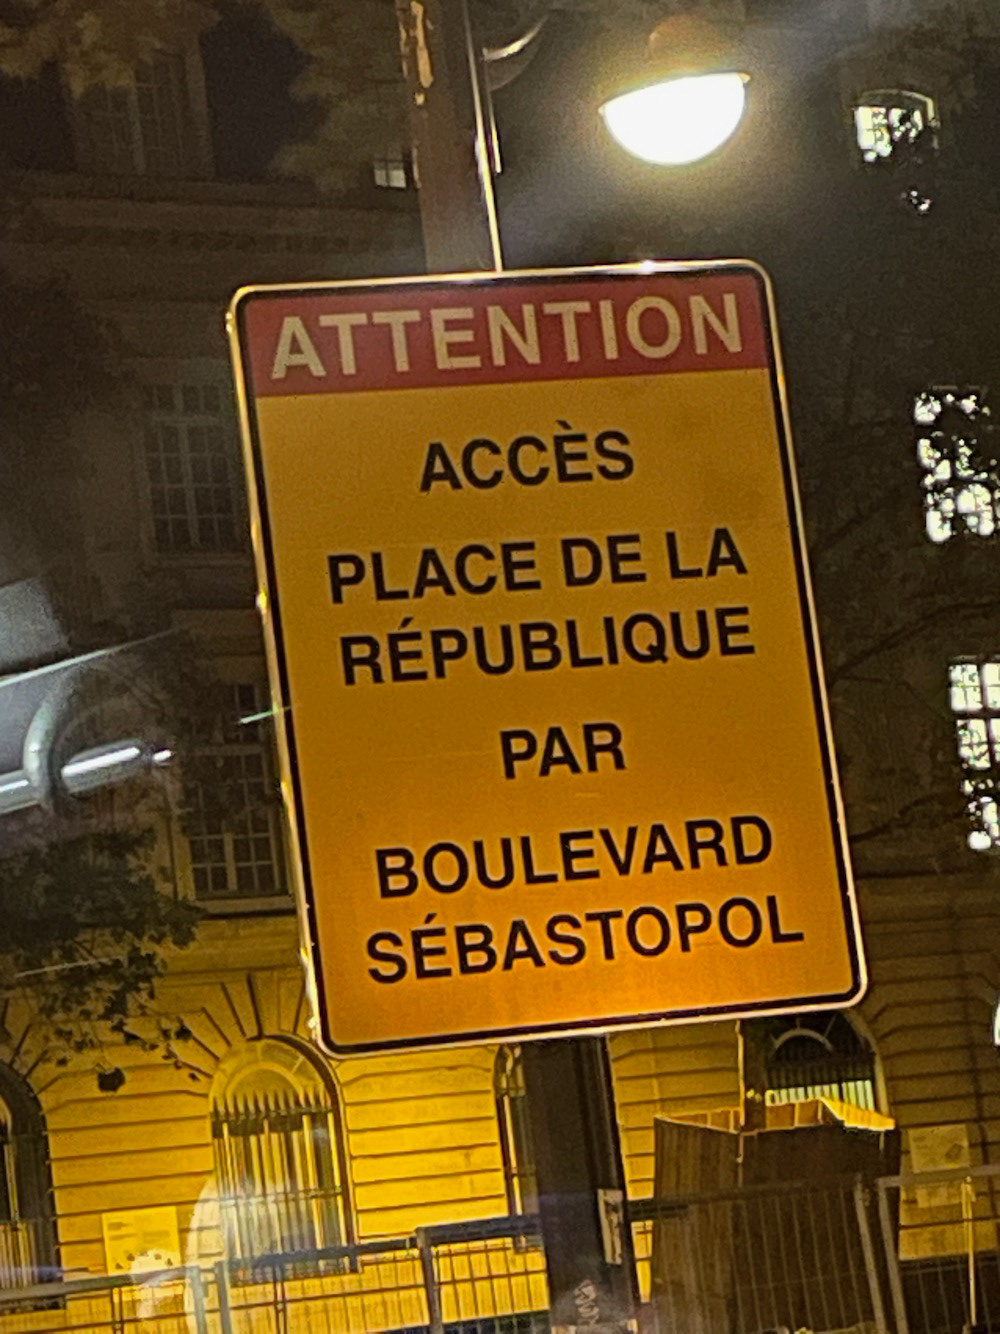 ATTENTION
ACCÈS
PLACE DE LA
RÉPUBLIQUE
PAR
BOULEVARD
SÉBASTOPOL